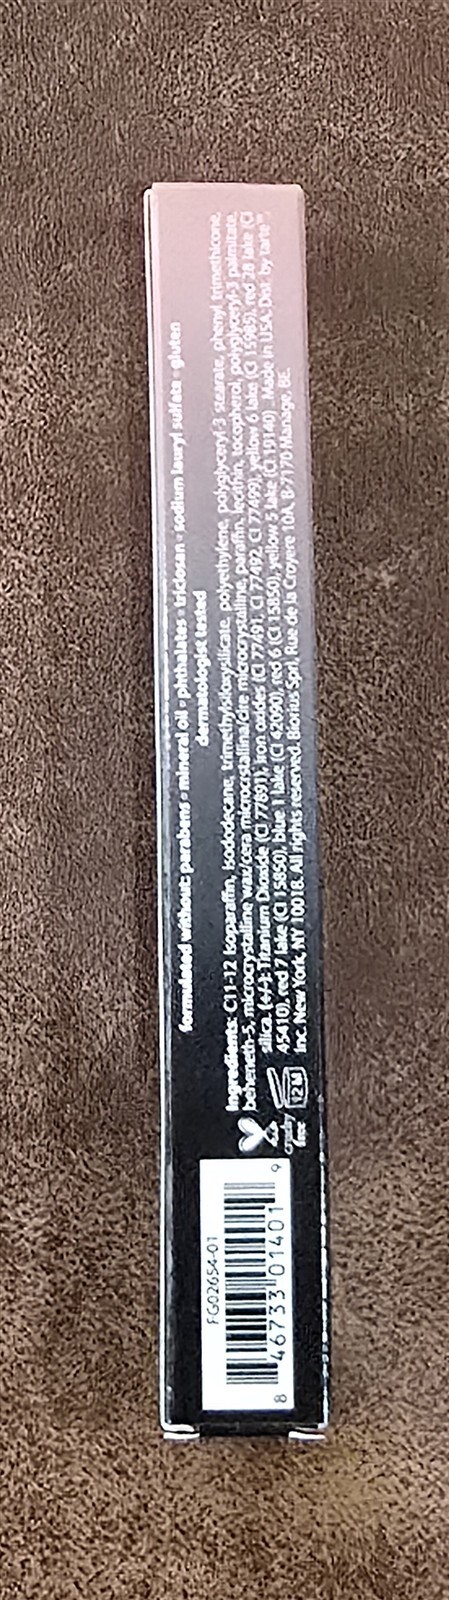 formulated without: parabens • mineral oil • phthalates • triclosan • sodium lauryl sulfate • gluten
dermatologist tested
Ingredients: C11-12 Isoparaffin, Isododecane, trimethylsiloxysilicate, polyethylene, polyglyceryl-3 stearate, phenyl trimethicone,
beheneth-5, microcrystalline wax/cera microcristallina/cire microcrystalline, paraffin, lecithin, tocopherol, polyglyceryl-3 palmitate,
silica. (+/-): Titanium Dioxide (CI 77891), iron oxides (CI 77491, CI 77492, CI 77499), yellow 6 lake (CI 15985), red 28 lake (CI
45410), red 7 lake (CI 15850), blue 1 lake (CI 42090), red 6 (CI 15850), yellow 5 lake (CI 19140). Made in USA. Dist. by tarte™,
Inc. New York, NY 10018. All rights reserved. Biorius Sprl, Rue de la Croyere 10A, B-7170 Manage, BE.
cruelty
free
12 M
FG02654-01
8 46733 01401 9